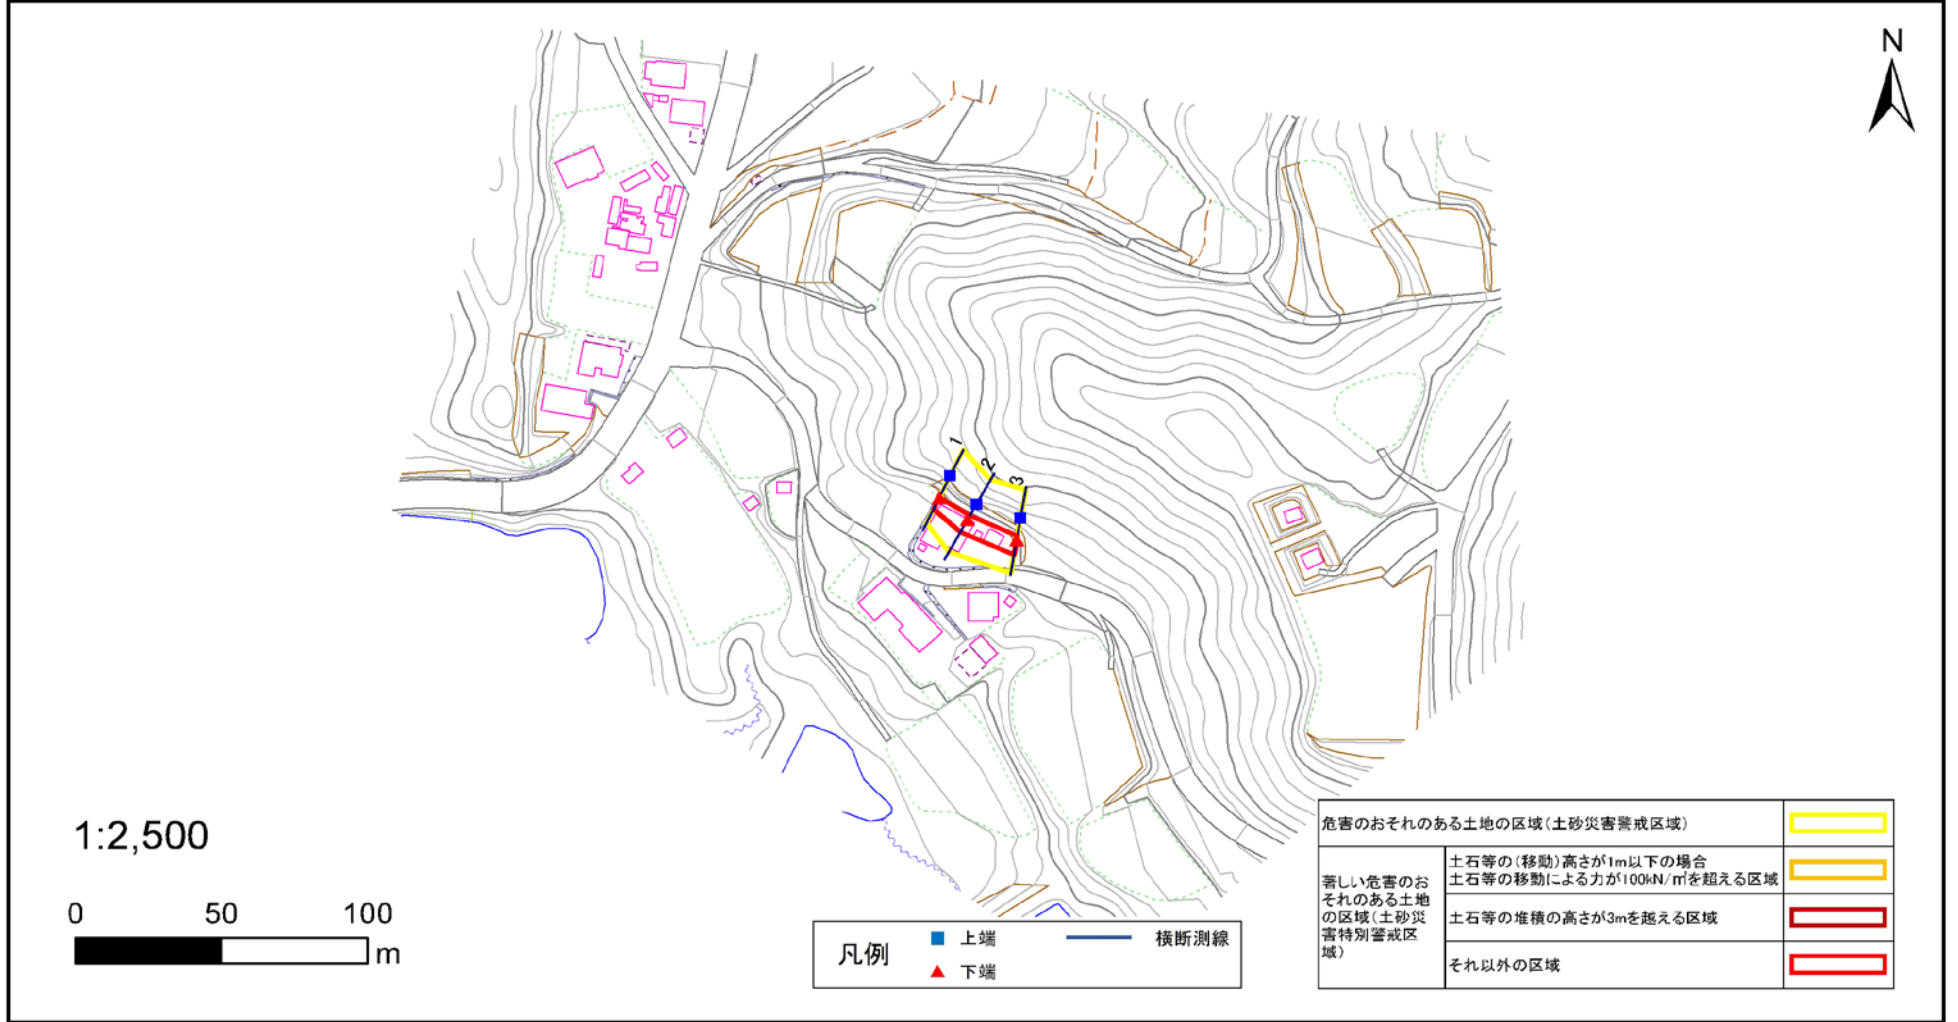 N
1
2
3
1:2,500
0 50 100
m
凡例
上端
下端
横断測線
危害のおそれのある土地の区域(土砂災害警戒区域)
著しい危害のお
それのある土地
の区域(土砂災
害特別警戒区
域)
土石等の(移動)高さが1m以下の場合
土石等の移動による力が100kN/㎡を超える区域
土石等の堆積の高さが3mを越える区域
それ以外の区域